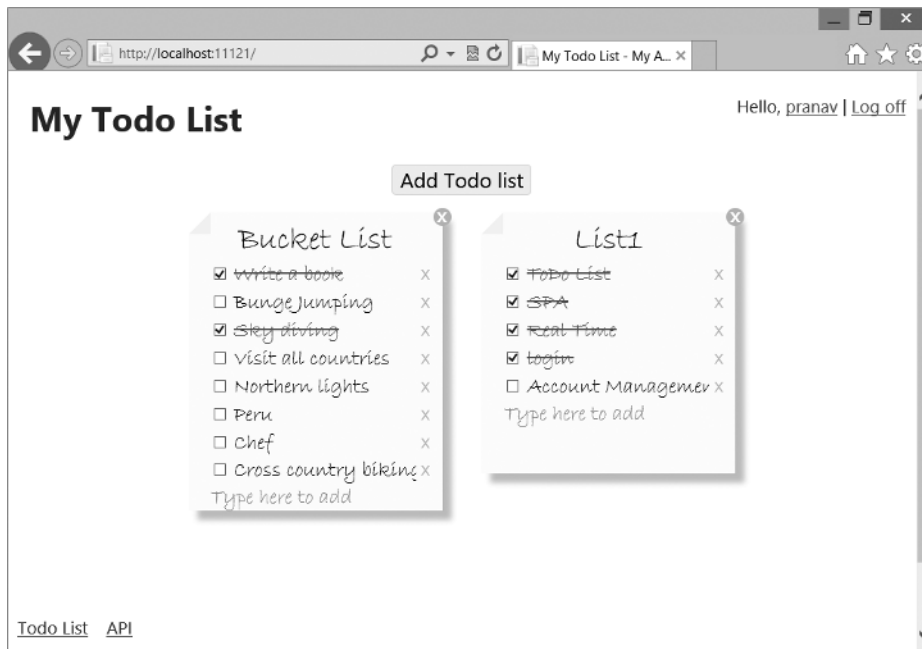 http://localhost:11121/
My Todo List - My A...
My Todo List
Hello, pranav | Log off
Add Todo list
Bucket List
Write a book
Bunge Jumping
Sky diving
Visit all countries
Northern lights
Peru
Chef
Cross country biking
Type here to add
List1
ToDo List
SPA
Real Time
login
Account Managemer
Type here to add
Todo List API